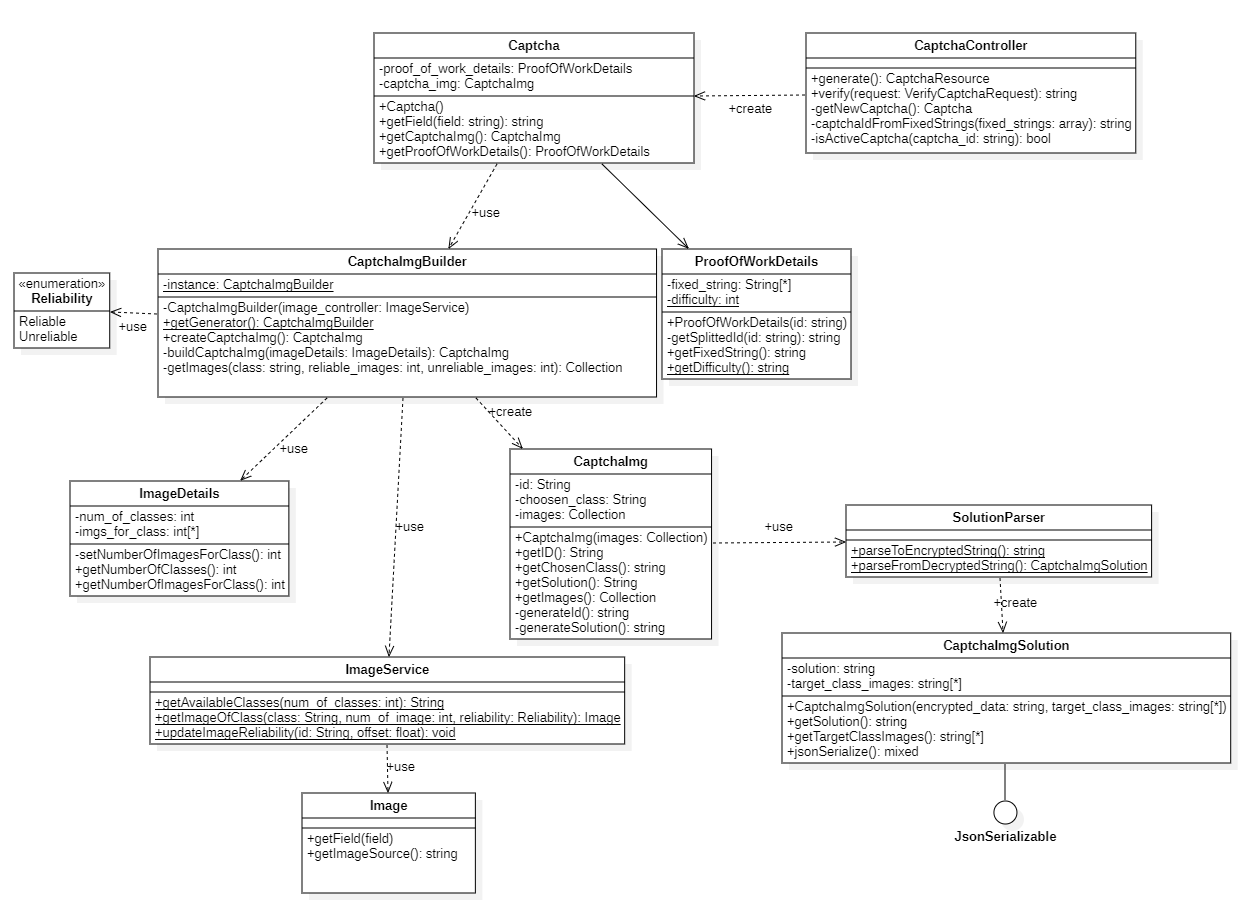 Captcha
-proof_of_work_details: ProofOfWorkDetails
-captcha_img: CaptchaImg
+Captcha()
+getField(field: string): string
+getCaptchaImg(): CaptchaImg
+getProofOfWorkDetails(): ProofOfWorkDetails
CaptchaController
+generate(): CaptchaResource
+verify(request: VerifyCaptchaRequest): string
-getNewCaptcha(): Captcha
-captchaIdFromFixedStrings(fixed_strings: array): string
-isActiveCaptcha(captcha_id: string): bool
+create
+use
«enumeration»
Reliability
Reliable
Unreliable
+use
CaptchaImgBuilder
-instance: CaptchaImgBuilder
-CaptchaImgBuilder(image_controller: ImageService)
+getGenerator(): CaptchaImgBuilder
+createCaptchaImg(): CaptchaImg
-buildCaptchaImg(imageDetails: ImageDetails): CaptchaImg
-getImages(class: string, reliable_images: int, unreliable_images: int): Collection
ProofOfWorkDetails
-fixed_string: String[*]
-difficulty: int
+ProofOfWorkDetails(id: string)
-getSplittedId(id: string): string
+getFixedString(): string
+getDifficulty(): string
+use
+use
+create
ImageDetails
-num_of_classes: int
-imgs_for_class: int[*]
-setNumberOfImagesForClass(): int
+getNumberOfClasses(): int
+getNumberOfImagesForClass(): int
CaptchaImg
-id: String
-choosen_class: String
-images: Collection
+CaptchaImg(images: Collection)
+getID(): String
+getChosenClass(): string
+getSolution(): String
+getImages(): Collection
-generateId(): string
-generateSolution(): string
+use
SolutionParser
+parseToEncryptedString(): string
+parseFromDecryptedString(): CaptchaImgSolution
+create
CaptchaImgSolution
-solution: string
-target_class_images: string[*]
+CaptchaImgSolution(encrypted_data: string, target_class_images: string[*])
+getSolution(): string
+getTargetClassImages(): string[*]
+jsonSerialize(): mixed
JsonSerializable
ImageService
+getAvailableClasses(num_of_classes: int): String
+getImageOfClass(class: String, num_of_image: int, reliability: Reliability): Image
+updateImageReliability(id: String, offset: float): void
+use
Image
+getField(field)
+getImageSource(): string